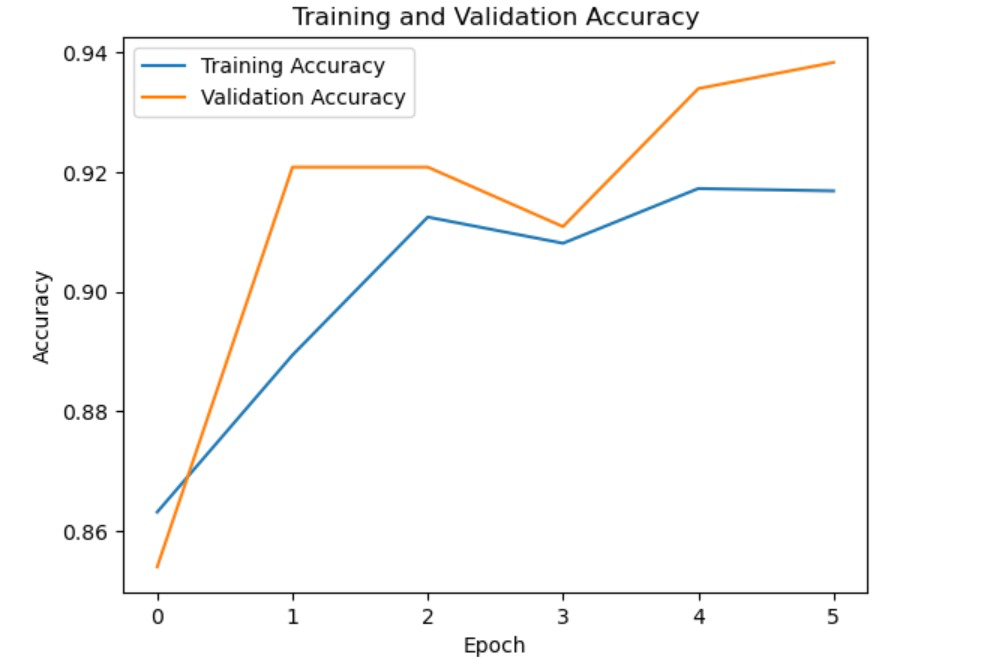 Training and Validation Accuracy
Training Accuracy
Validation Accuracy
0.94
0.92
0.90
0.88
0.86
Accuracy
0 1 2 3 4 5
Epoch